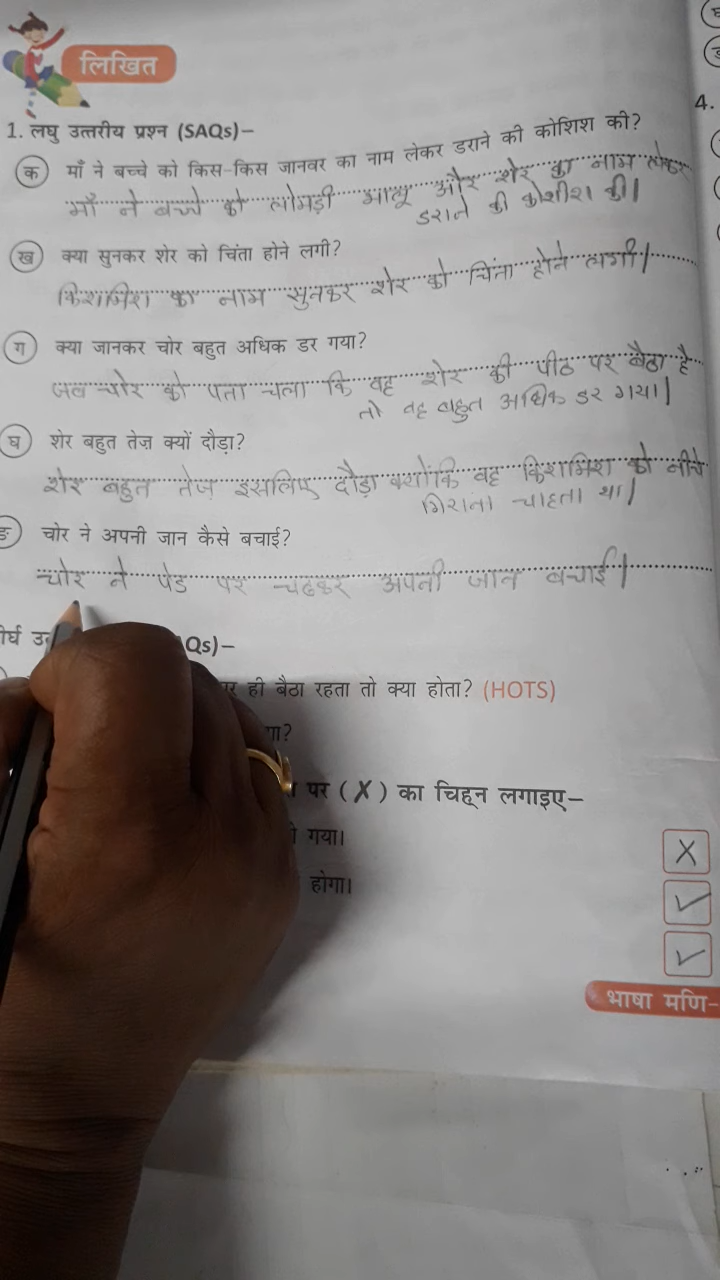 लिखित
4.
1. लघु उत्तरीय प्रश्न (SAQs)–
क माँ ने बच्चे को किस-किस जानवर का नाम लेकर डराने की कोशिश की?
माँ ने बच्चे को लोमड़ी भालू और शेर का नाम लेकर
डराने की कोशीश की|
ख क्या सुनकर शेर को चिंता होने लगी?
किशमिश का नाम सुनकर शेर को चिंता होने लगी|
ग क्या जानकर चोर बहुत अधिक डर गया?
जब चोर को पता चला कि वह शेर की पीठ पर बैठा है
तो वह बहुत अधिक डर गया|
घ शेर बहुत तेज़ क्यों दौड़ा?
शेर बहुत तेज़ इसलिए दौड़ा क्योंकि वह किशमिश को नीचे
गिराना चाहता था|
ङ चोर ने अपनी जान कैसे बचाई?
चोर ने पेड पर चढकर अपनी जान बचाई|
Qs)–
ही बैठा रहता तो क्या होता? (HOTS)
पर (X) का चिह्न लगाइए–
गया।
होगा।
भाषा मणि-